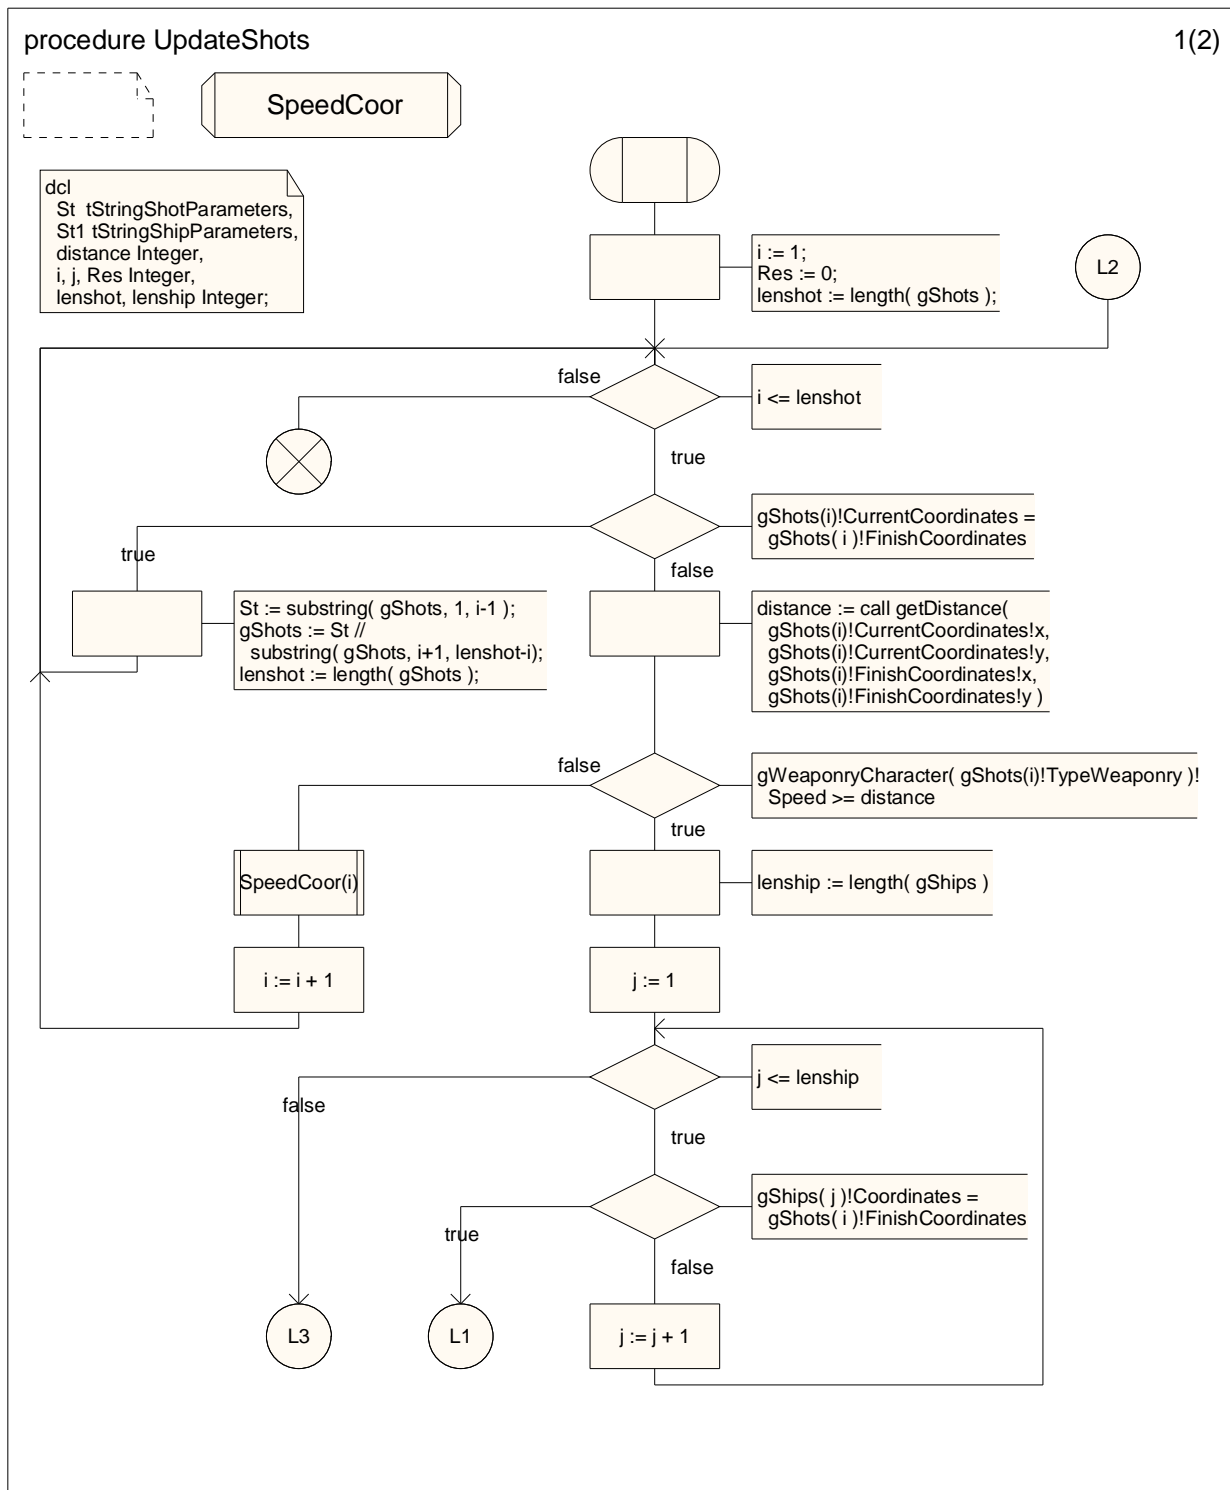 procedure UpdateShots
1(2)
SpeedCoor
dcl
St tStringShotParameters,
St1 tStringShipParameters,
distance Integer,
i, j, Res Integer,
lenshot, lenship Integer;
i := 1;
Res := 0;
lenshot := length( gShots );
L2
false
i <= lenshot
true
gShots(i)!CurrentCoordinates =
gShots( i )!FinishCoordinates
true
false
St := substring( gShots, 1, i-1 );
gShots := St //
substring( gShots, i+1, lenshot-i);
lenshot := length( gShots );
distance := call getDistance(
gShots(i)!CurrentCoordinates!x,
gShots(i)!CurrentCoordinates!y,
gShots(i)!FinishCoordinates!x,
gShots(i)!FinishCoordinates!y )
false
gWeaponryCharacter( gShots(i)!TypeWeaponry )!
Speed >= distance
true
SpeedCoor(i)
lenship := length( gShips )
i := i + 1
j := 1
j <= lenship
false
true
gShips( j )!Coordinates =
gShots( i )!FinishCoordinates
true
false
L3
L1
j := j + 1